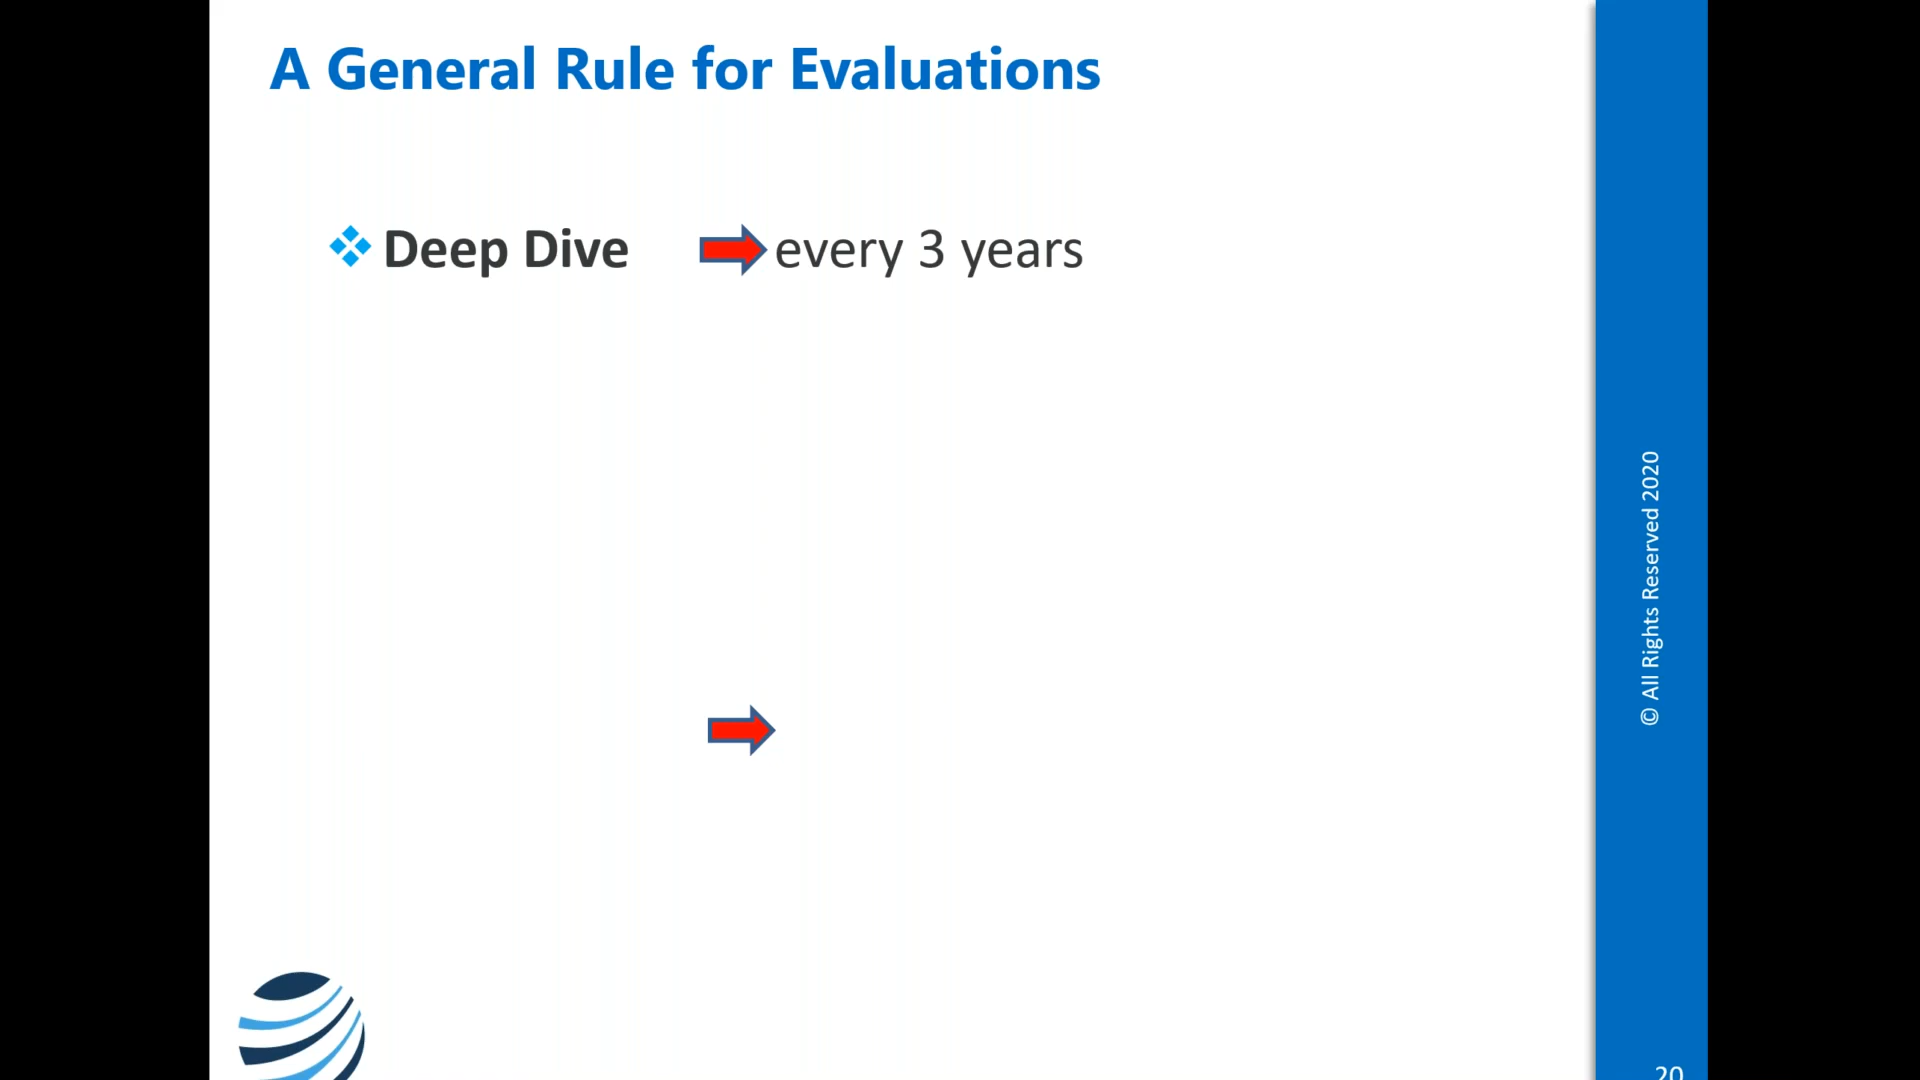 A General Rule for Evaluations
Deep Dive every 3 years
© All Rights Reserved 2020
20